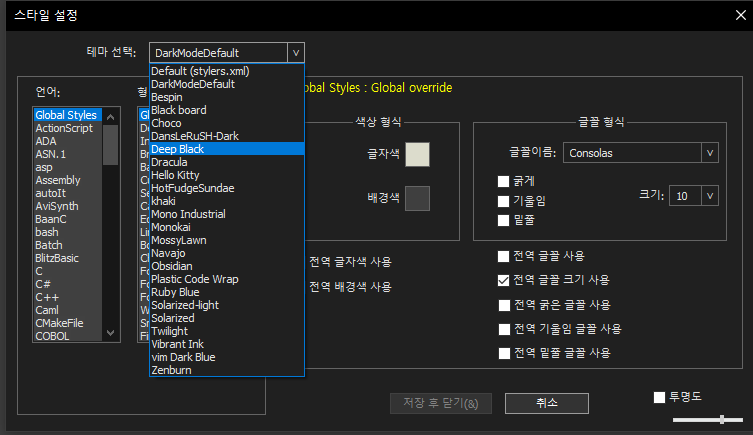 스타일 설정
테마 선택: DarkModeDefault
Default (stylers.xml)
DarkModeDefault
Bespin
Black board
Choco
DansLeRuSH-Dark
Deep Black
Dracula
Hello Kitty
HotFudgeSundae
khaki
Mono Industrial
Monokai
MossyLawn
Navajo
Obsidian
Plastic Code Wrap
Ruby Blue
Solarized-light
Solarized
Twilight
Vibrant Ink
vim Dark Blue
Zenburn
언어:
Global Styles
ActionScript
ADA
ASN.1
asp
Assembly
autoIt
AviSynth
BaanC
bash
Batch
BlitzBasic
C
C#
C++
Caml
CMakeFile
COBOL
형
obal Styles : Global override
색상 형식
글자색
배경색
전역 글자색 사용
전역 배경색 사용
글꼴 형식
글꼴이름: Consolas
굵게
기울임
밑줄
크기: 10
전역 글꼴 사용
전역 글꼴 크기 사용
전역 굵은 글꼴 사용
전역 기울임 글꼴 사용
전역 밑줄 글꼴 사용
저장 후 닫기(&)
취소
투명도